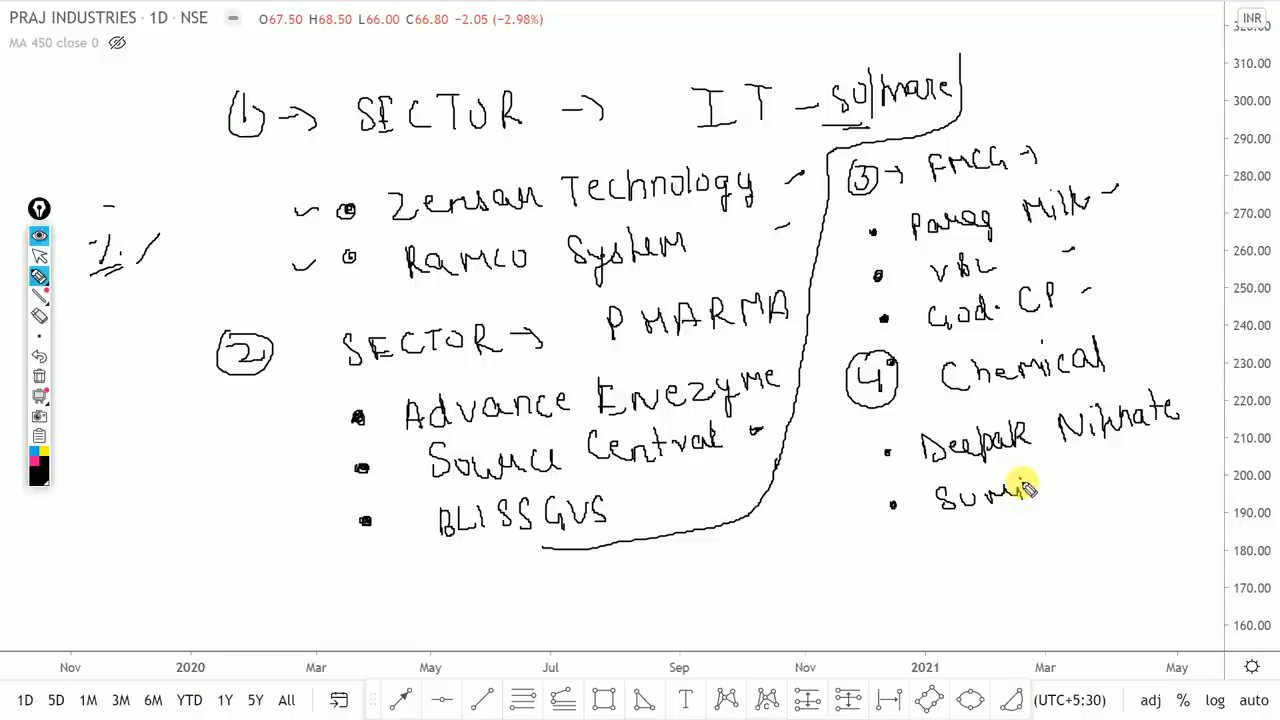 PRAJ INDUSTRIES · 1D · NSE O67.50 H68.50 L66.00 C66.80 −2.05 (−2.98%)
MA 450 close 0
INR
① → SECTOR → IT - Software
• Zensar Technology
• Ramco System
② SECTOR → PHARMA
• Advance Enezyme
• Source Central
• BLISS GVS
③ → FMCG →
• Parag Milk
• VBL
• God. CP
④ Chemical
• Deepak Nitrate
• Sumi
320.00
310.00
300.00
290.00
280.00
270.00
260.00
250.00
240.00
230.00
220.00
210.00
200.00
190.00
180.00
170.00
160.00
Nov 2020 Mar May Jul Sep Nov 2021 Mar May
1D 5D 1M 3M 6M YTD 1Y 5Y All T (UTC+5:30) adj % log auto